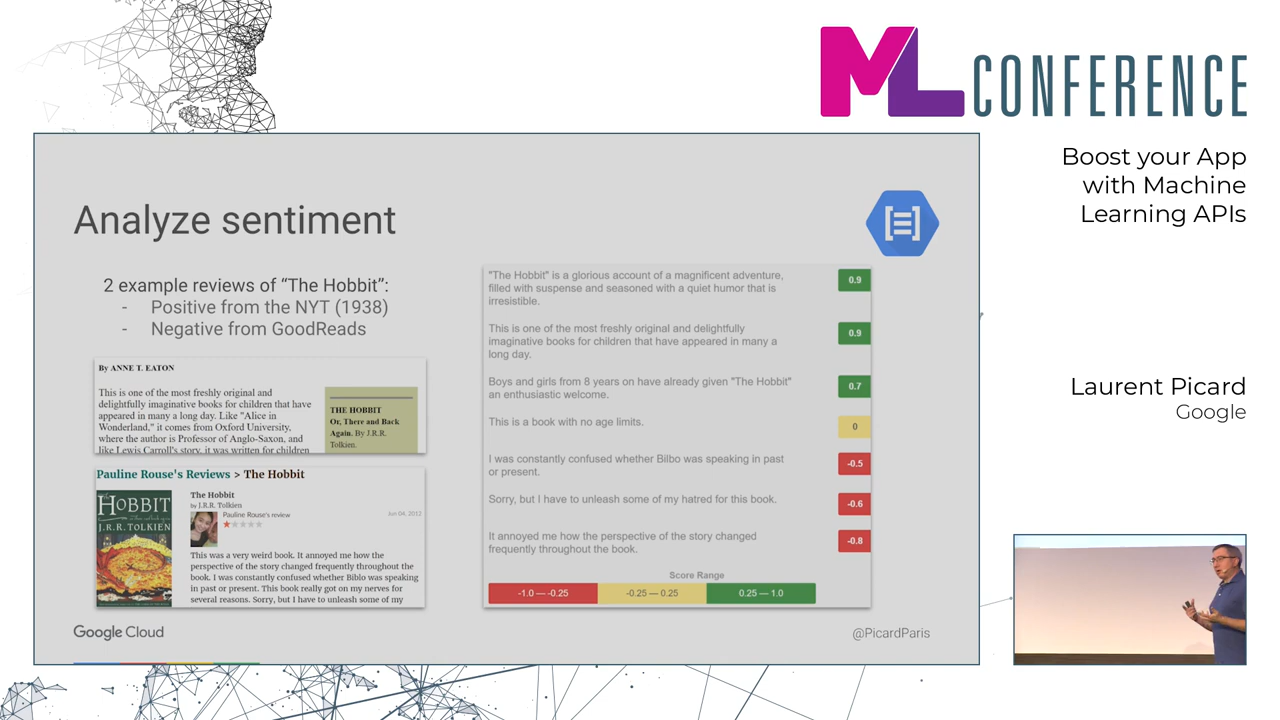 ML CONFERENCE
Boost your App
with Machine
Learning APIs
Laurent Picard
Google
Analyze sentiment
2 example reviews of “The Hobbit”:
- Positive from the NYT (1938)
- Negative from GoodReads
By ANNE T. EATON
This is one of the most freshly original and
delightfully imaginative books for children that have
appeared in many a long day. Like "Alice in
Wonderland," it comes from Oxford University,
where the author is Professor of Anglo-Saxon, and
like Lewis Carroll's story, it was written for children
THE HOBBIT
Or, There and Back
Again. By J.R.R.
Tolkien.
Pauline Rouse's Reviews > The Hobbit
HOBBIT
J.R.R. TOLKIEN
The Hobbit
by J.R.R. Tolkien
Pauline Rouse's review
Jun 04, 2013
This was a very weird book. It annoyed me how the
perspective of the story changed frequently throughout the
book. I was constantly confused whether Biblo was speaking
in past or present. This book really got on my nerves for
several reasons. Sorry, but I have to unleash some of my
"The Hobbit" is a glorious account of a magnificent adventure,
filled with suspense and seasoned with a quiet humor that is
irresistible.
0.9
This is one of the most freshly original and delightfully
imaginative books for children that have appeared in many a
long day.
0.9
Boys and girls from 8 years on have already given "The Hobbit"
an enthusiastic welcome.
0.7
This is a book with no age limits.
0
I was constantly confused whether Bilbo was speaking in past
or present.
-0.5
Sorry, but I have to unleash some of my hatred for this book.
-0.6
It annoyed me how the perspective of the story changed
frequently throughout the book.
-0.8
Score Range
-1.0 — -0.25
-0.25 — 0.25
0.25 — 1.0
Google Cloud
@PicardParis